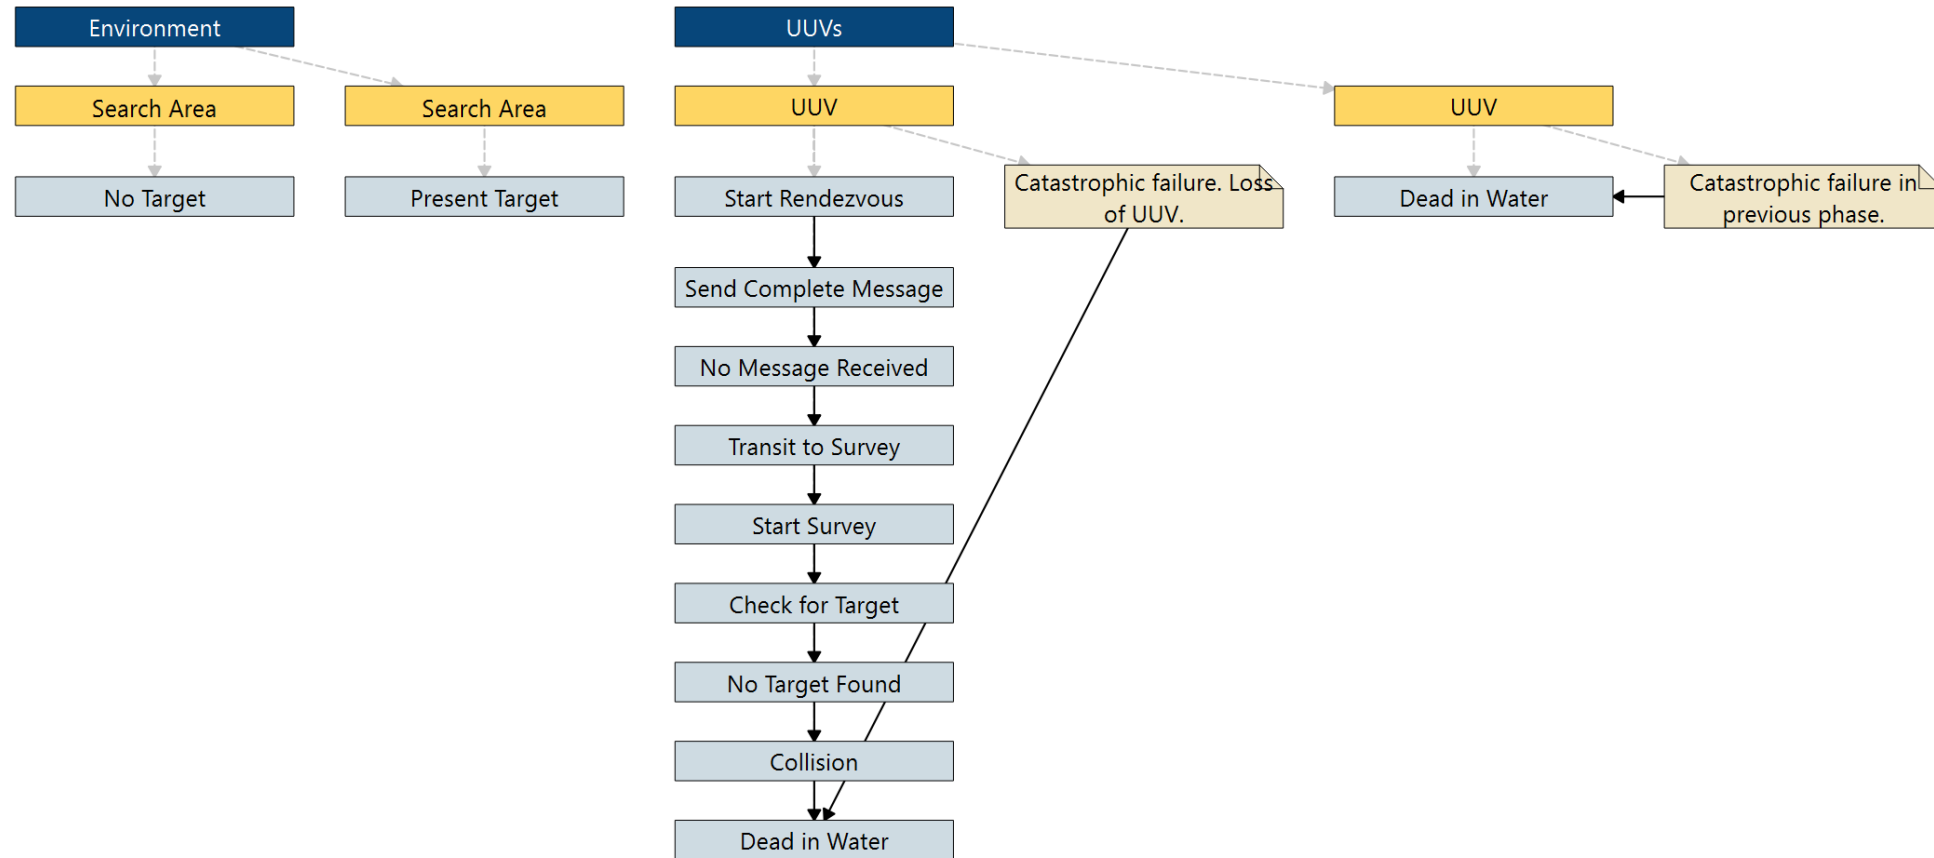 Environment
UUVs
Search Area
Search Area
UUV
UUV
No Target
Present Target
Start Rendezvous
Catastrophic failure. Loss
of UUV.
Dead in Water
Catastrophic failure in
previous phase.
Send Complete Message
No Message Received
Transit to Survey
Start Survey
Check for Target
No Target Found
Collision
Dead in Water